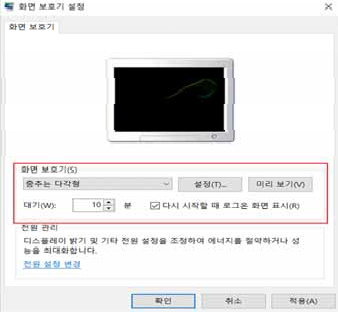 화면 보호기 설정
화면 보호기
화면 보호기(S)
춤추는 다각형
설정(T)...
미리 보기(V)
대기(W): 10 분
다시 시작할 때 로그온 화면 표시(R)
전원 관리
디스플레이 밝기 및 기타 전원 설정을 조정하여 에너지를 절약하거나 성
능을 최대화합니다.
전원 설정 변경
확인
취소
적용(A)